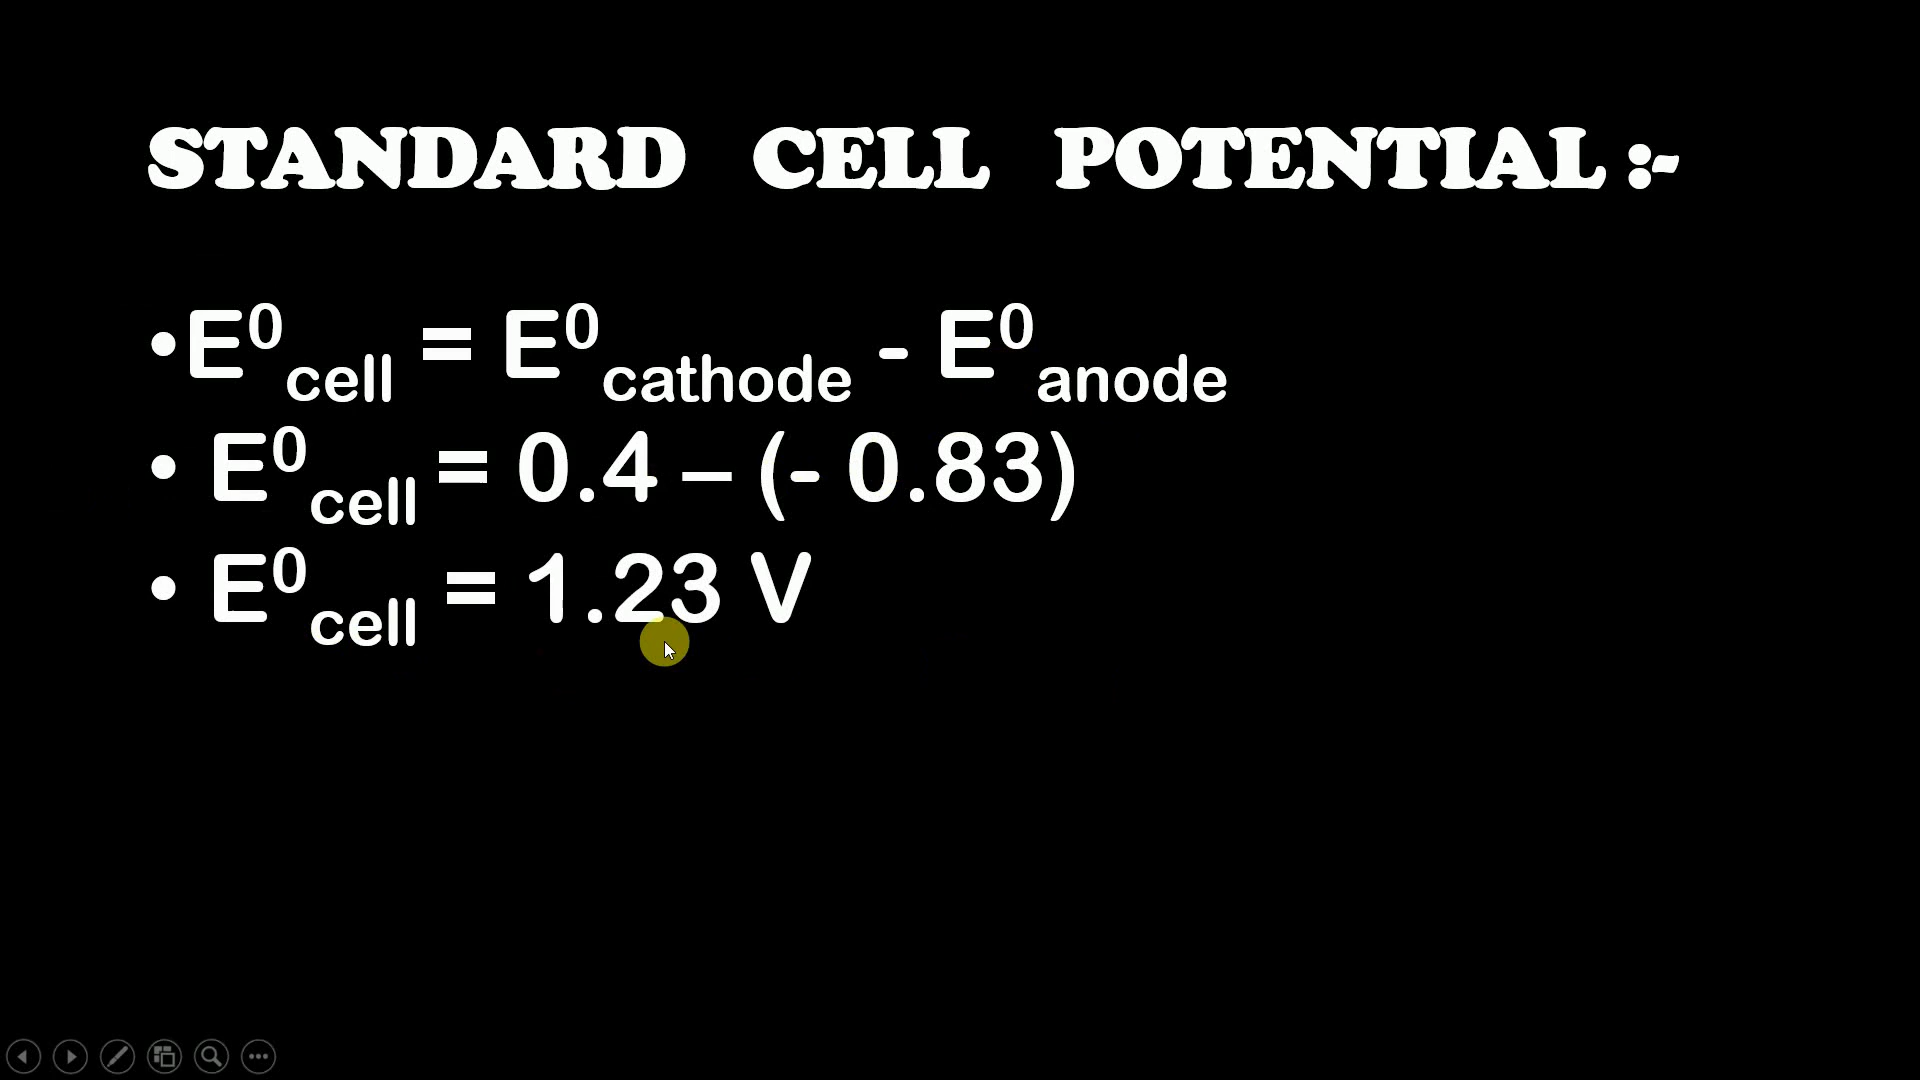 STANDARD CELL POTENTIAL :-
• E⁰cell = E⁰cathode - E⁰anode
• E⁰cell = 0.4 – (- 0.83)
• E⁰cell = 1.23 V